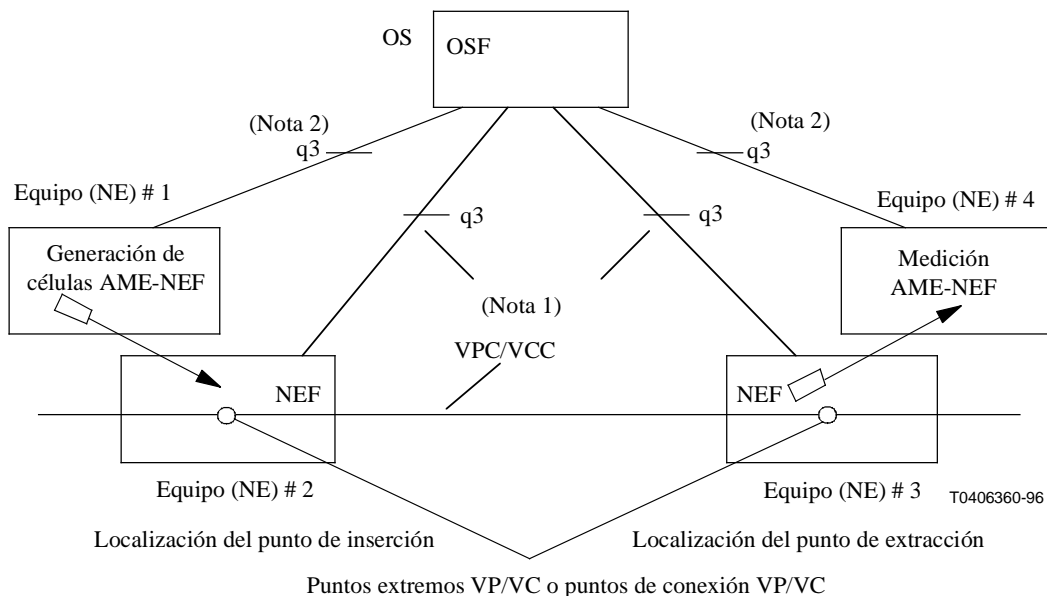 OS
OSF
(Nota 2)
q3
(Nota 2)
q3
Equipo (NE) # 1
Equipo (NE) # 4
q3
q3
Generación de
células AME-NEF
Medición
AME-NEF
(Nota 1)
VPC/VCC
NEF
NEF
Equipo (NE) # 2
Equipo (NE) # 3
T0406360-96
Localización del punto de inserción
Localización del punto de extracción
Puntos extremos VP/VC o puntos de conexión VP/VC